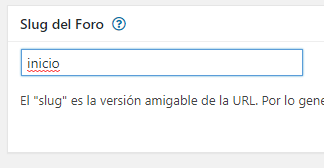 Slug del Foro
inicio
El "slug" es la versión amigable de la URL. Por lo gene